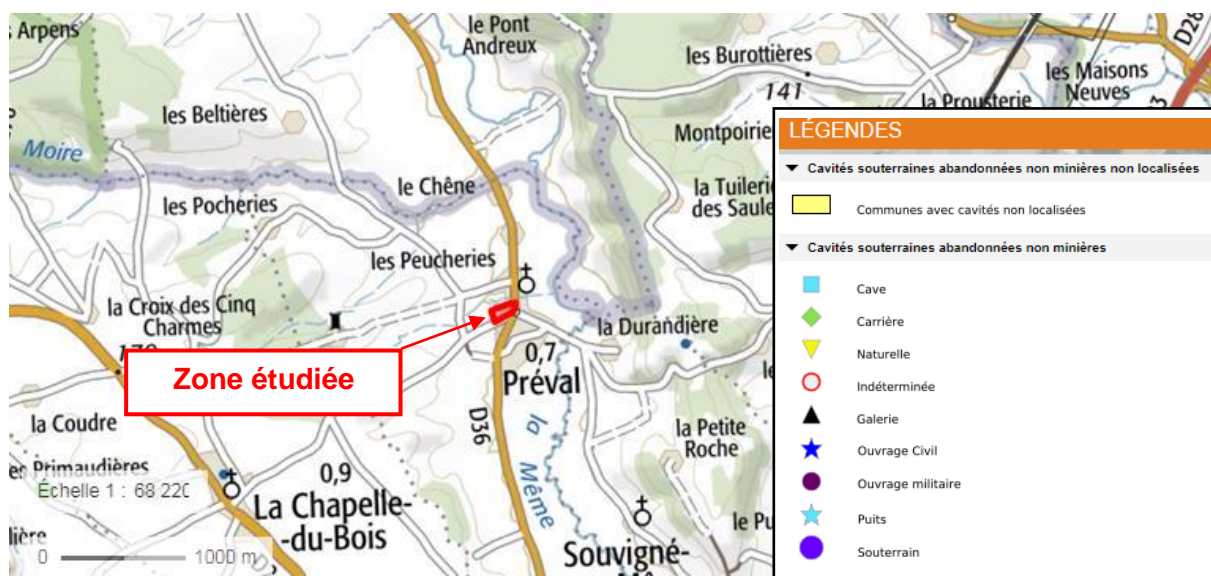 Arpens
le Pont
Andreux
les Burottières
141
D28
les Maisons
Neuves
la Prousterie
3
les Beltières
Moire
Montpoirie
le Chêne
la Tuileri
des Saule
les Pocheries
les Peucheries
la Croix des Cinq
Charmes
la Durandière
Zone étudiée
0,7
Préval
D36
la Même
la Coudre
la Petite
Roche
es Primaudières
Échelle 1 : 68 220
0,9
La Chapelle-
-du-Bois
lière
0 1000 m
le Pu
Souvigné-
LÉGENDES
Cavités souterraines abandonnées non minières non localisées
Communes avec cavités non localisées
Cavités souterraines abandonnées non minières
Cave
Carrière
Naturelle
Indéterminée
Galerie
Ouvrage Civil
Ouvrage militaire
Puits
Souterrain